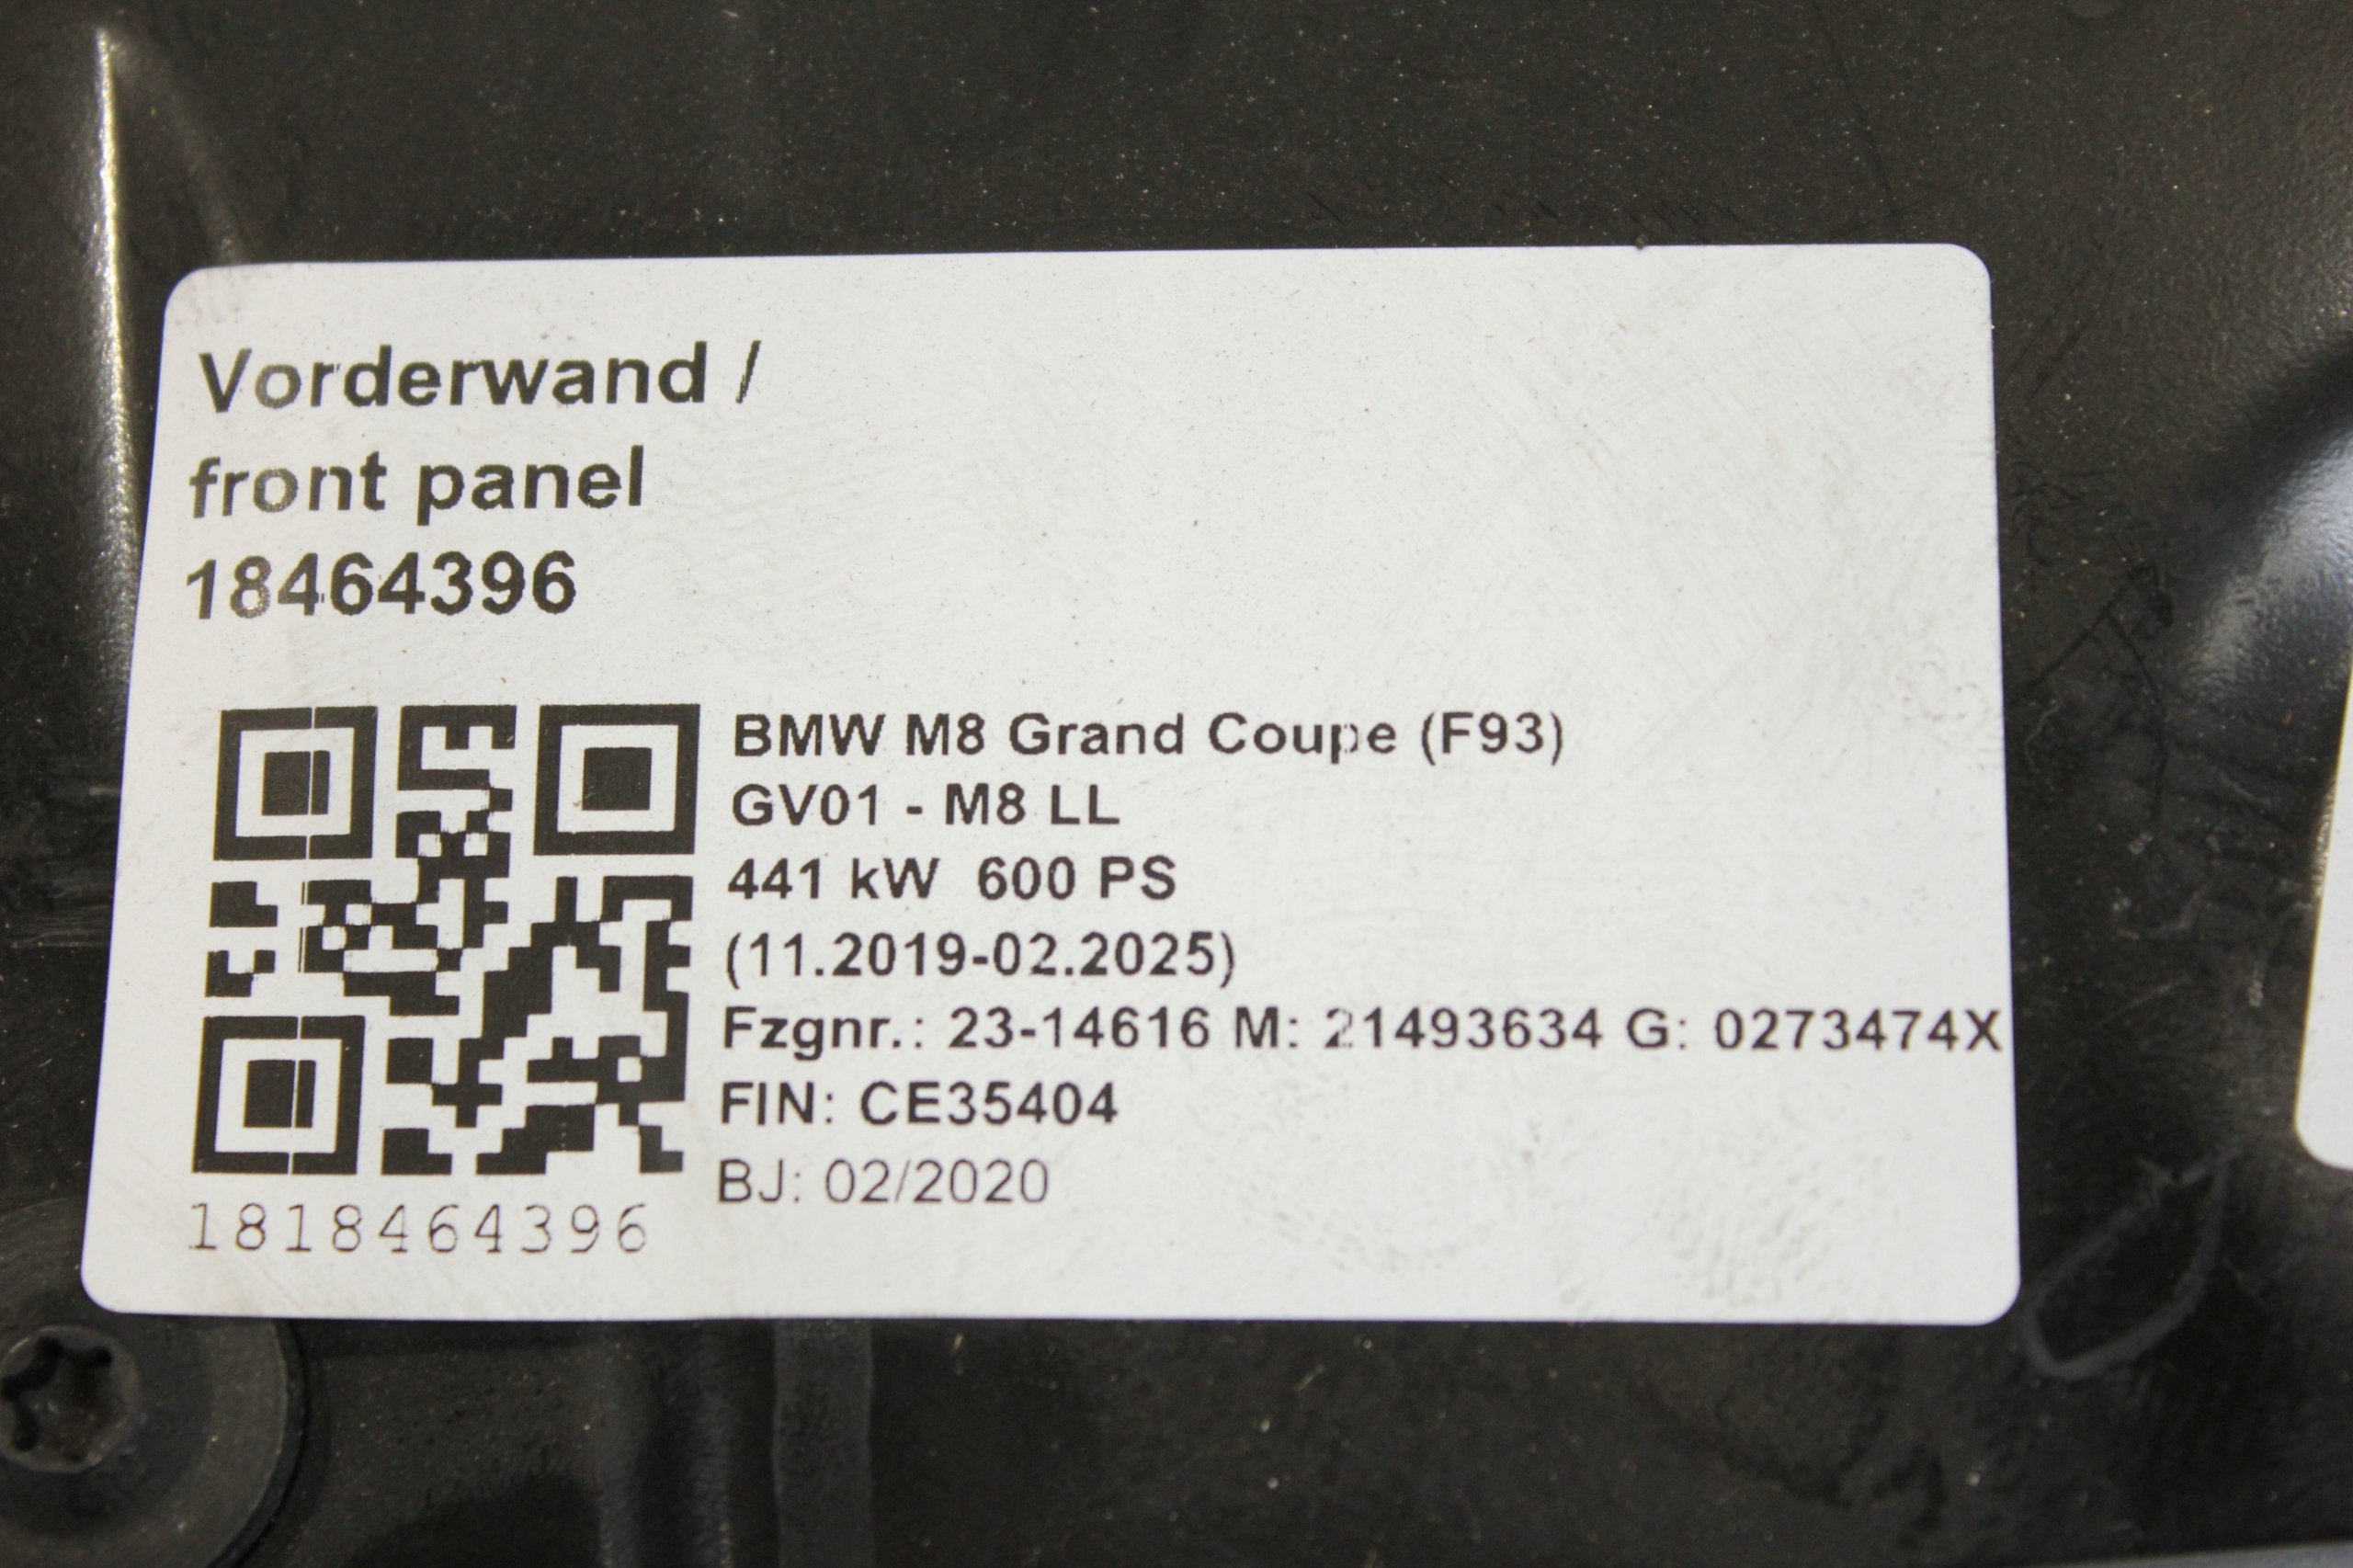 Vorderwand /
front panel
18464396
BMW M8 Grand Coupe (F93)
GV01 - M8 LL
441 kW  600 PS
(11.2019-02.2025)
Fzgnr.: 23-14616 M: 21493634 G: 0273474X
FIN: CE35404
BJ: 02/2020
1818464396